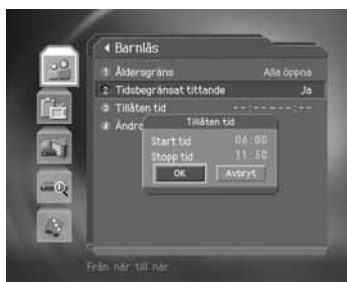 Barnlås
1 Åldersgräns Alla öppna
2 Tidsbegränsat tittande Ja
3 Tillåten tid --:-- - --:--
4 Ändra
Tillåten tid
Start tid 06:00
Stopp tid 11:50
OK Avbryt
Från när till när